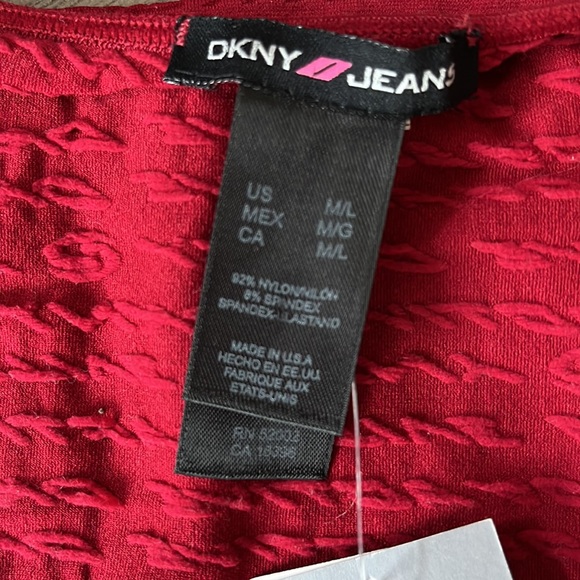 DKNY JEANS
US M/L
MEX M/G
CA M/L
92% NYLON/NILON
8% SPANDEX
SPANDEX-ELASTANO
MADE IN U.S.A
HECHO EN EE.UU.
FABRIQUE AUX
ETATS-UNIS
RN 52002
CA 15396